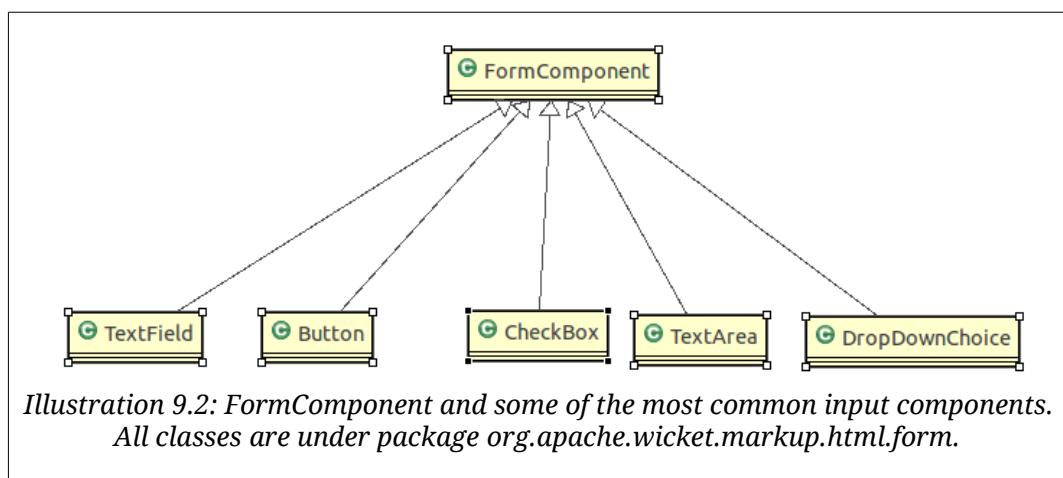 FormComponent
TextField
Button
CheckBox
TextArea
DropDownChoice
Illustration 9.2: FormComponent and some of the most common input components.
All classes are under package org.apache.wicket.markup.html.form.